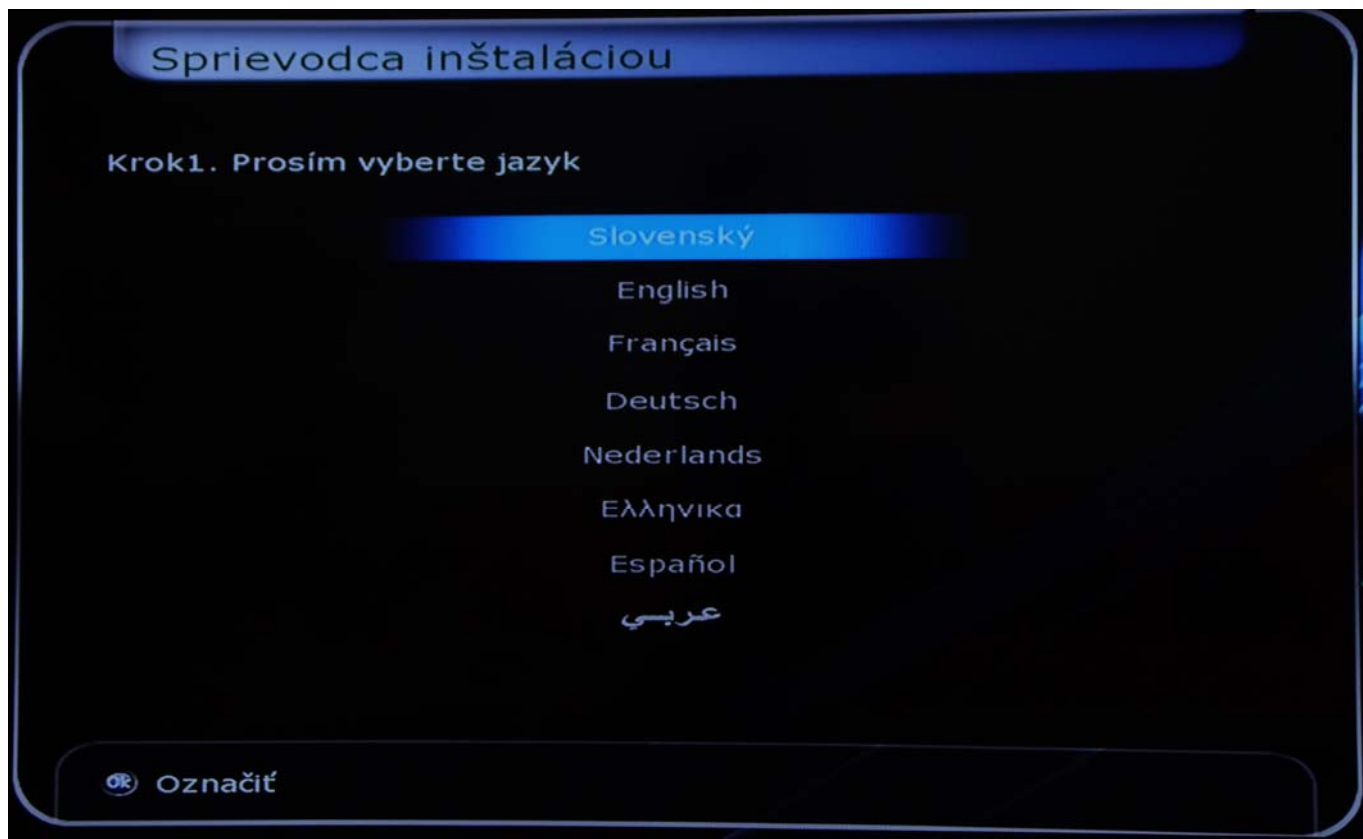 Sprievodca inštaláciou
Krok1. Prosím vyberte jazyk
Slovenský
English
Français
Deutsch
Nederlands
Ελληνικα
Español
عربي
OK Označiť